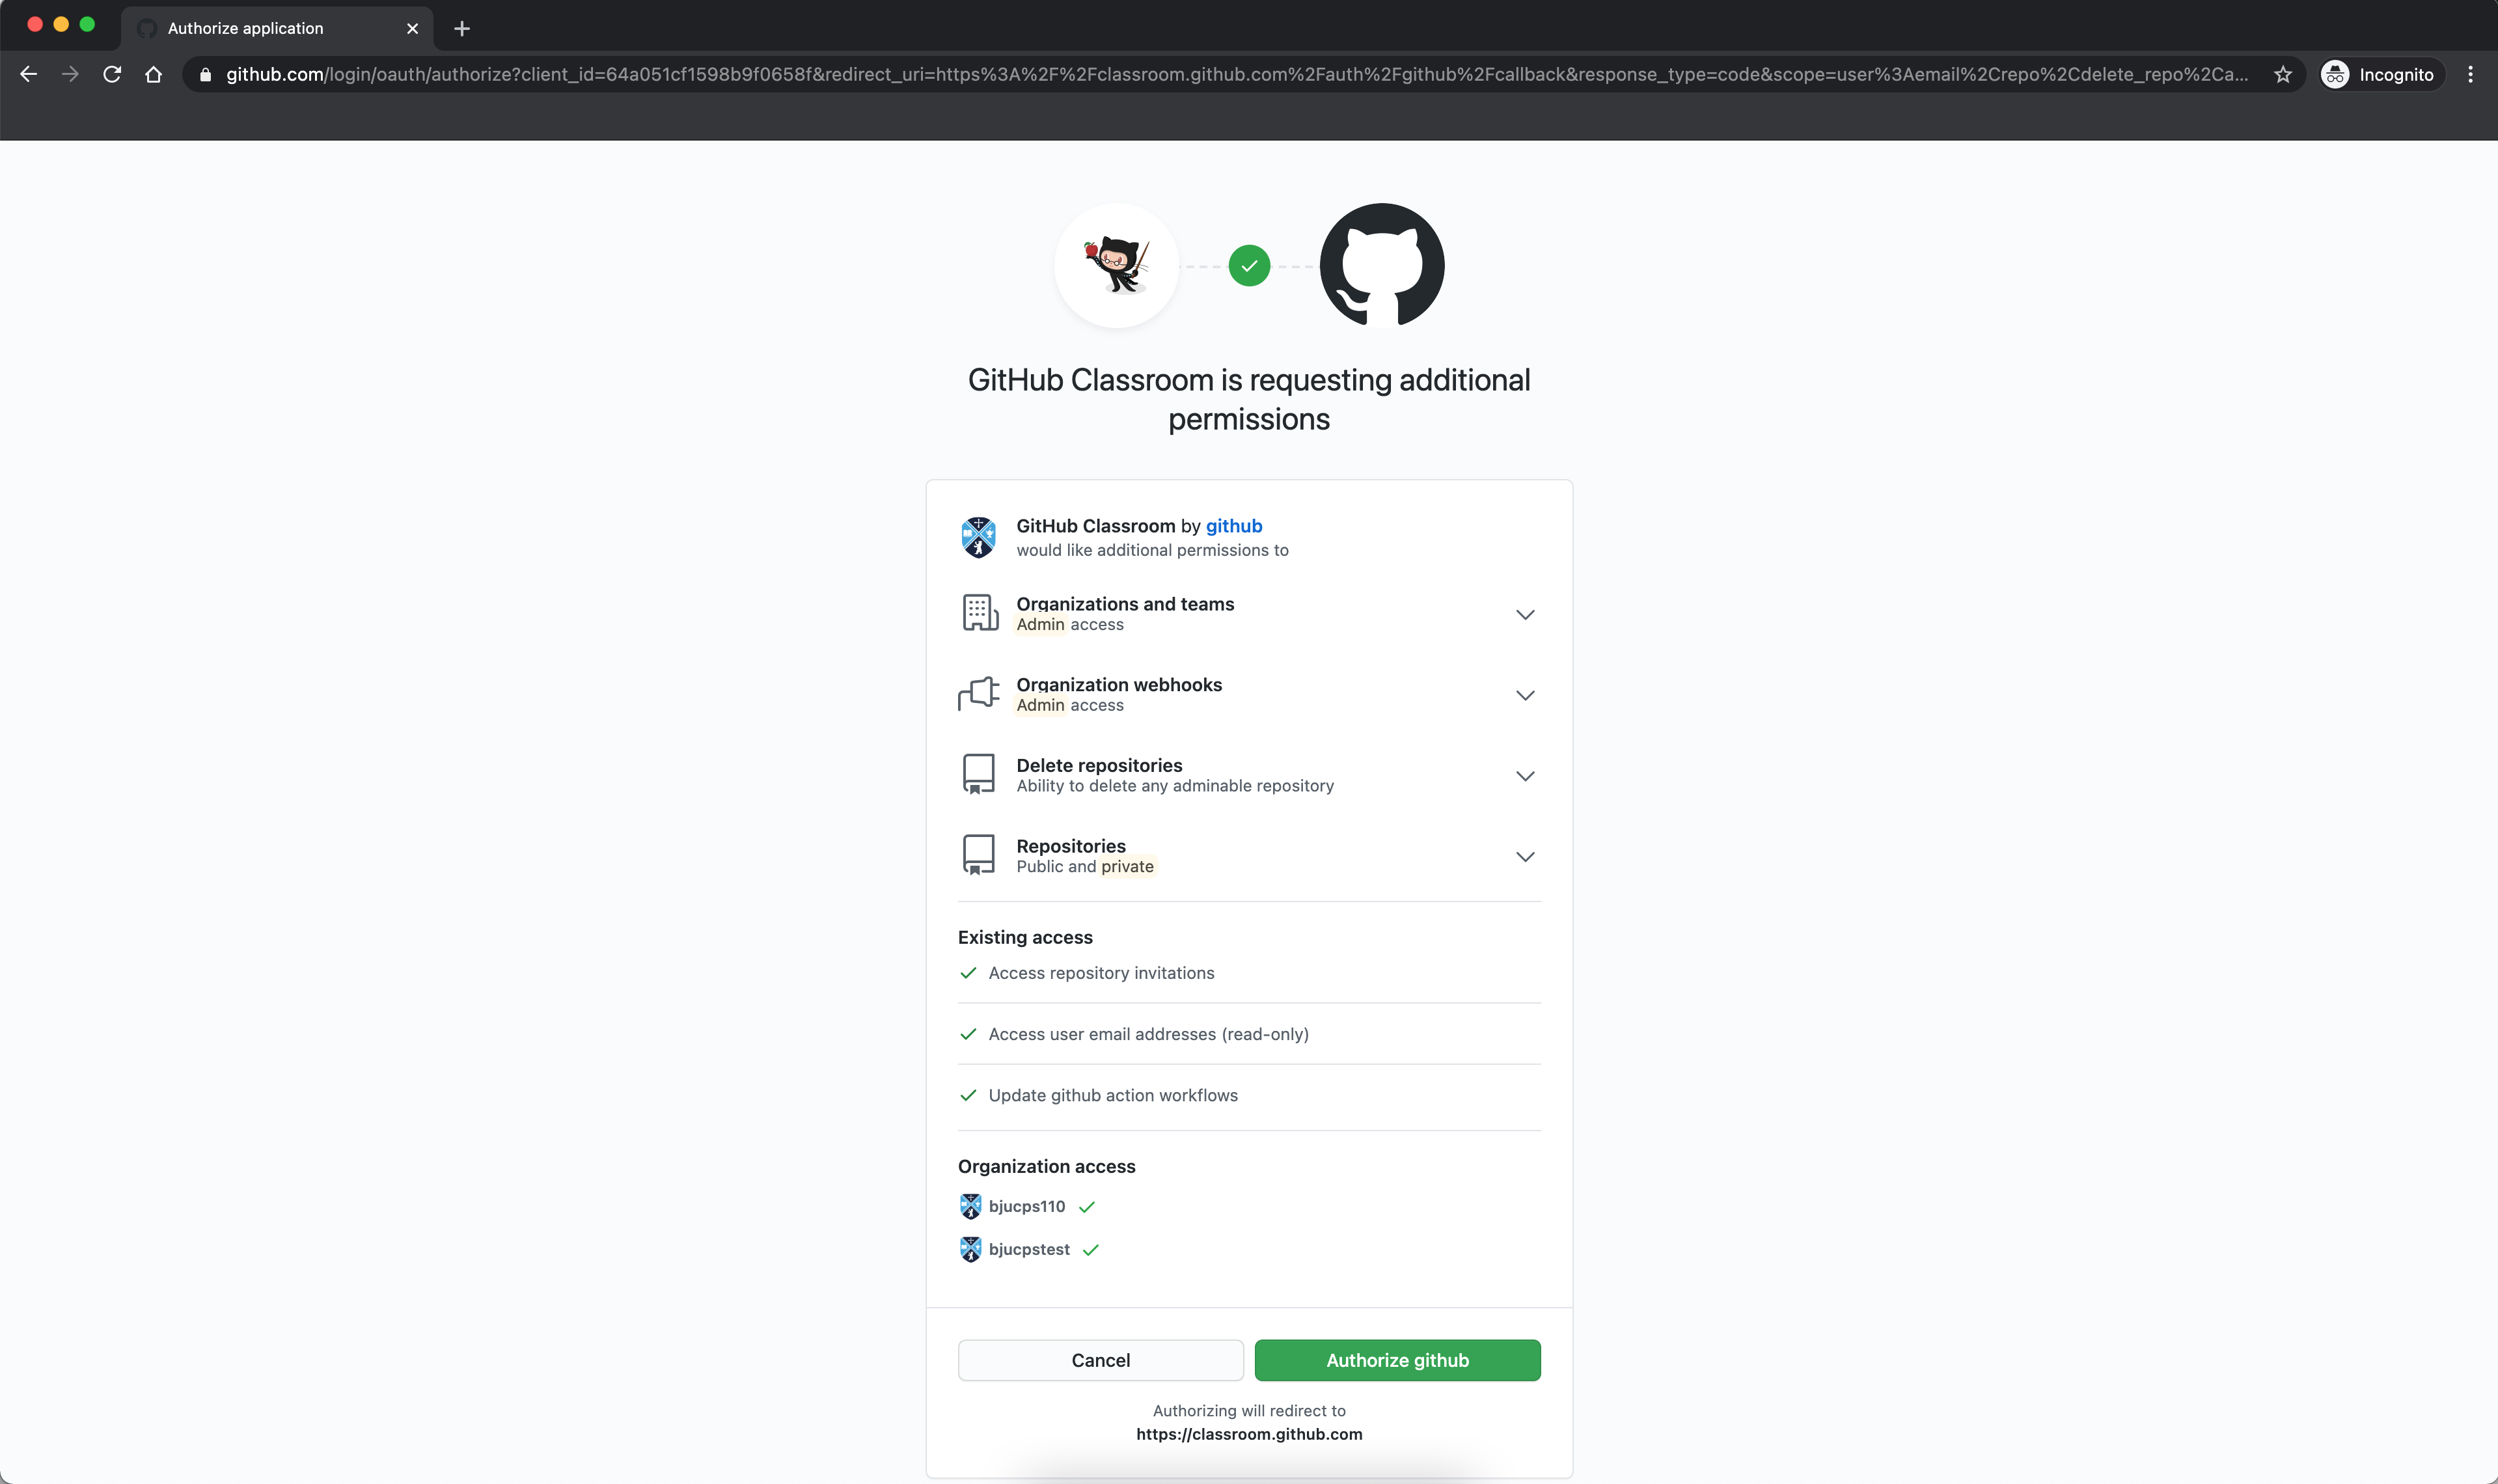 Authorize application
github.com/login/oauth/authorize?client_id=64a051cf1598b9f0658f&redirect_uri=https%3A%2F%2Fclassroom.github.com%2Fauth%2Fgithub%2Fcallback&response_type=code&scope=user%3Aemail%2Crepo%2Cdelete_repo%2Ca...
Incognito
GitHub Classroom is requesting additional
permissions
GitHub Classroom by github
would like additional permissions to
Organizations and teams
Admin access
Organization webhooks
Admin access
Delete repositories
Ability to delete any adminable repository
Repositories
Public and private
Existing access
Access repository invitations
Access user email addresses (read-only)
Update github action workflows
Organization access
bjucps110
bjucpstest
Cancel
Authorize github
Authorizing will redirect to
https://classroom.github.com